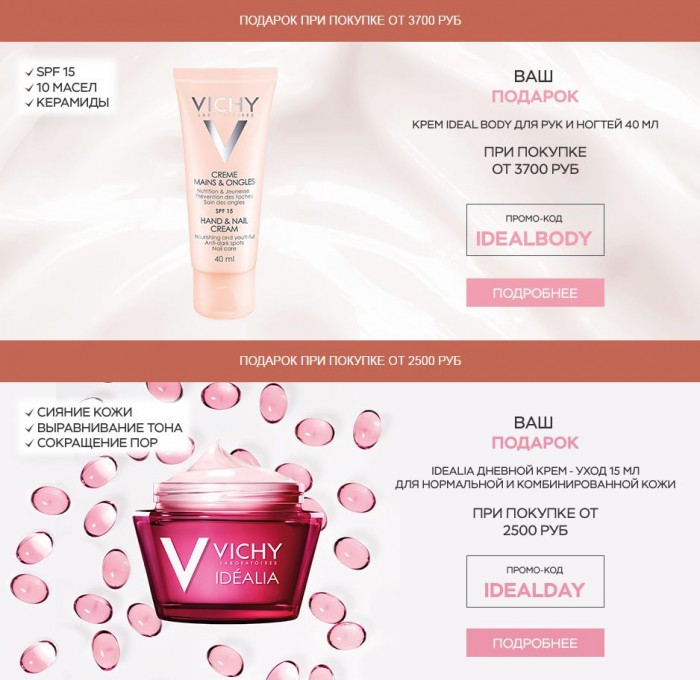 ПОДАРОК ПРИ ПОКУПКЕ ОТ 3700 РУБ
✓ SPF 15
✓ 10 МАСЕЛ
✓ КЕРАМИДЫ
VICHY
LABORATOIRES
CREME
MAINS & ONGLES
Nutrition & Jeunesse
Prévention des taches
Soin des ongles
SPF 15
HAND & NAIL
CREAM
Nourishing and youthfull
Anti-dark spots
Nail care
40 ml
ВАШ
ПОДАРОК
КРЕМ IDEAL BODY ДЛЯ РУК И НОГТЕЙ 40 МЛ
ПРИ ПОКУПКЕ
ОТ 3700 РУБ
ПРОМО-КОД
IDEALBODY
ПОДРОБНЕЕ
ПОДАРОК ПРИ ПОКУПКЕ ОТ 2500 РУБ
✓ СИЯНИЕ КОЖИ
✓ ВЫРАВНИВАНИЕ ТОНА
✓ СОКРАЩЕНИЕ ПОР
VICHY
LABORATOIRES
IDÉALIA
ВАШ
ПОДАРОК
IDEALIA ДНЕВНОЙ КРЕМ - УХОД 15 МЛ
ДЛЯ НОРМАЛЬНОЙ И КОМБИНИРОВАННОЙ КОЖИ
ПРИ ПОКУПКЕ ОТ
2500 РУБ
ПРОМО-КОД
IDEALDAY
ПОДРОБНЕЕ